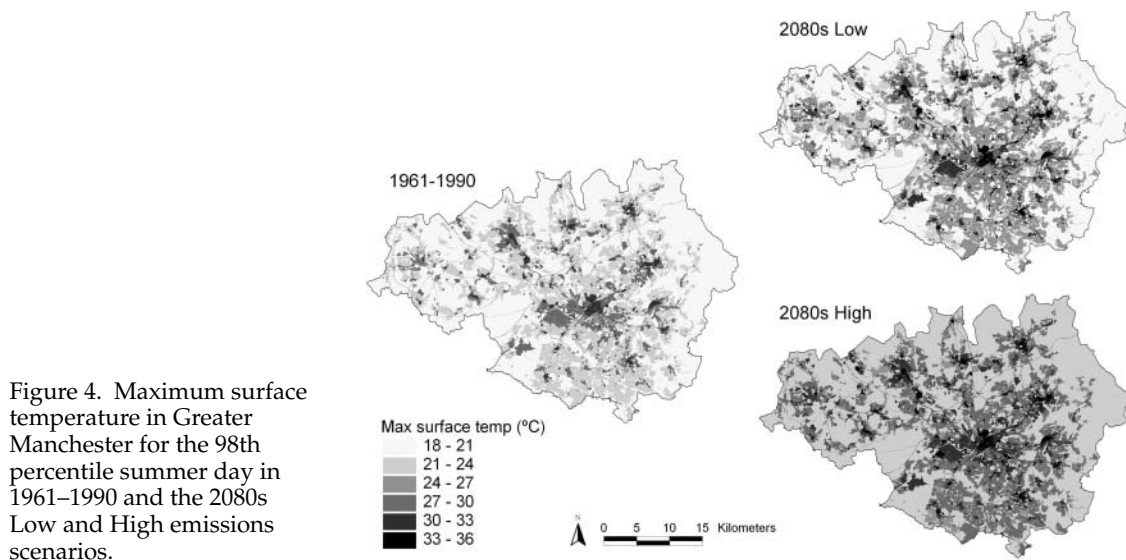 2080s Low
1961-1990
2080s High
Max surface temp (ºC)
18 - 21
21 - 24
24 - 27
27 - 30
30 - 33
33 - 36
N
0 5 10 15 Kilometers
Figure 4. Maximum surface
temperature in Greater
Manchester for the 98th
percentile summer day in
1961–1990 and the 2080s
Low and High emissions
scenarios.